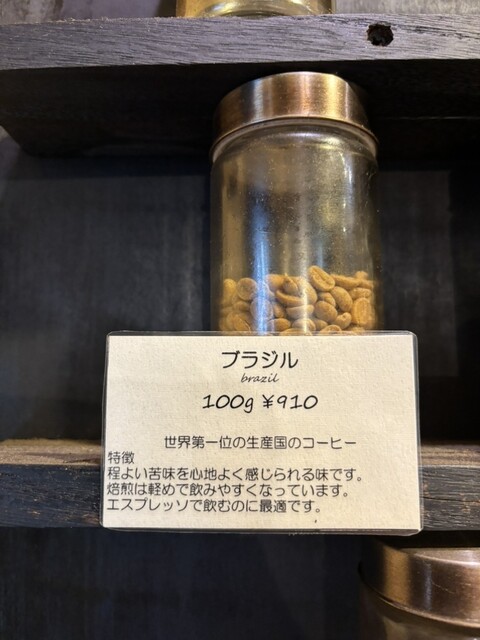 ブラジル
brazil
100g ¥910
世界第一位の生産国のコーヒー
特徴
程よい苦味を心地よく感じられる味です。
焙煎は軽めで飲みやすくなっています。
エスプレッソで飲むのに最適です。